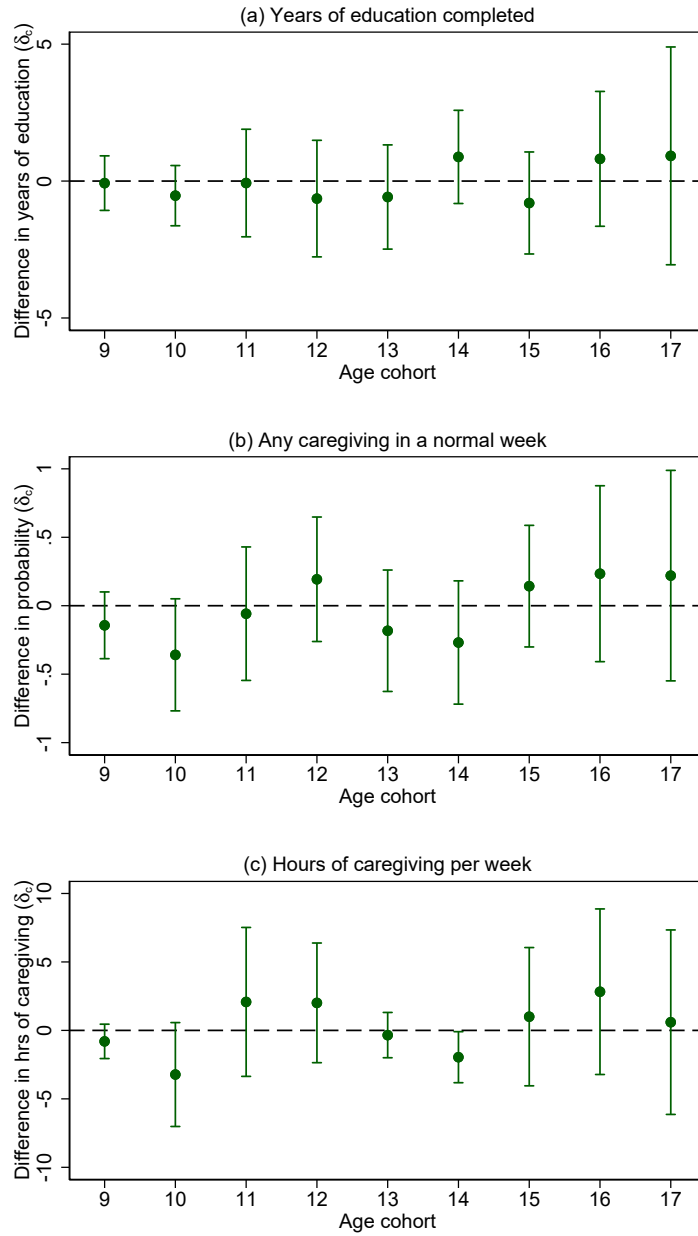 (a) Years of education completed
Difference in years of education (δc)
5
0
-5
9 10 11 12 13 14 15 16 17
Age cohort
(b) Any caregiving in a normal week
Difference in probability (δc)
1
.5
0
-.5
-1
9 10 11 12 13 14 15 16 17
Age cohort
(c) Hours of caregiving per week
Difference in hrs of caregiving (δc)
10
5
0
-5
-10
9 10 11 12 13 14 15 16 17
Age cohort